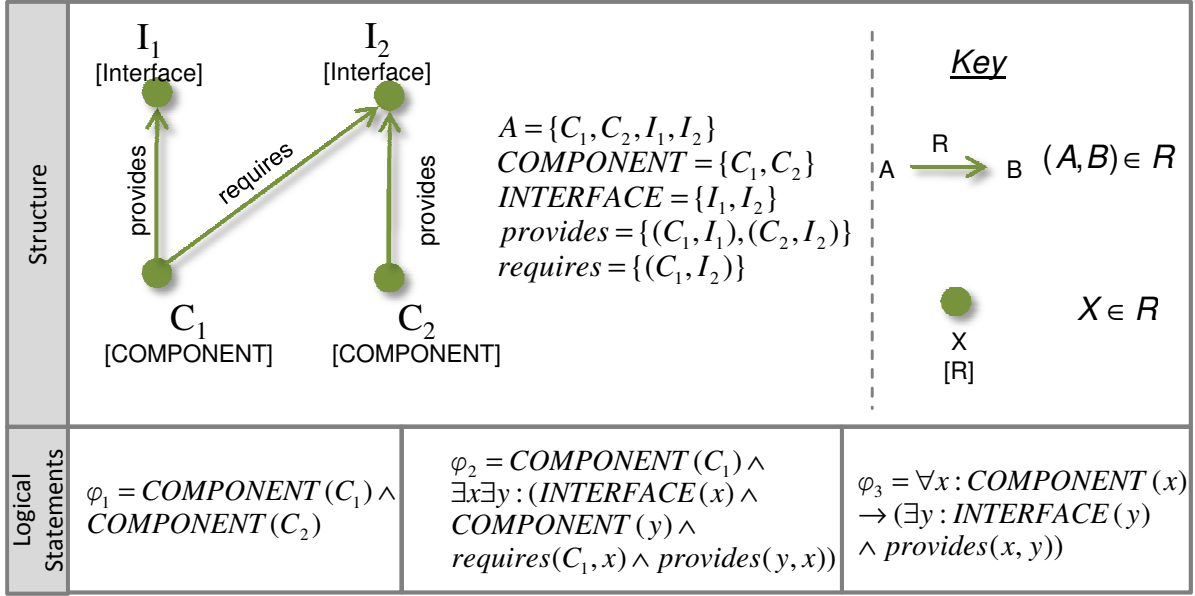 Structure
I₁
[Interface]
I₂
[Interface]
provides
requires
provides
C₁
[COMPONENT]
C₂
[COMPONENT]
A = {C₁, C₂, I₁, I₂}
COMPONENT = {C₁, C₂}
INTERFACE = {I₁, I₂}
provides = {(C₁, I₁), (C₂, I₂)}
requires = {(C₁, I₂)}
Key
A R B (A,B) ∈ R
X
[R]
X ∈ R
Logical
Statements
φ₁ = COMPONENT (C₁) ∧
COMPONENT (C₂)
φ₂ = COMPONENT (C₁) ∧
∃x∃y : (INTERFACE (x) ∧
COMPONENT (y) ∧
requires(C₁, x) ∧ provides(y, x))
φ₃ = ∀x : COMPONENT (x)
→ (∃y : INTERFACE (y)
∧ provides(x, y))